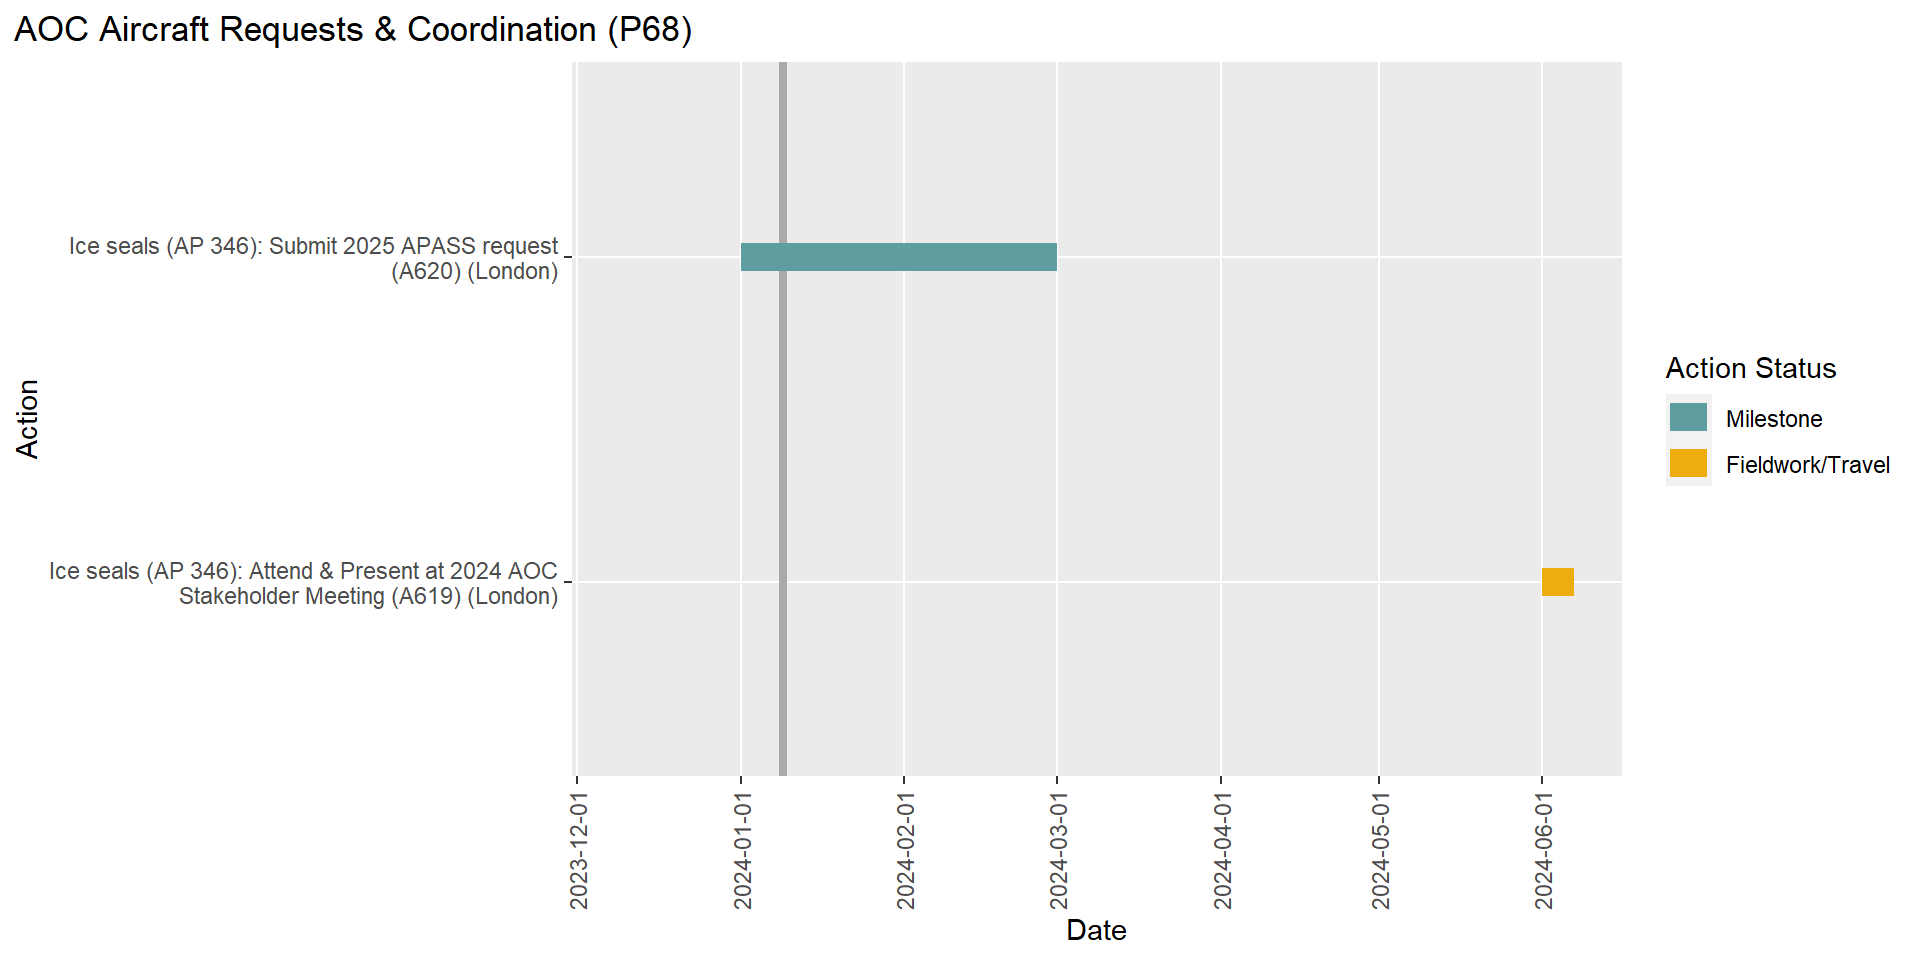 AOC Aircraft Requests & Coordination (P68)
Ice seals (AP 346): Submit 2025 APASS request
(A620) (London)
Ice seals (AP 346): Attend & Present at 2024 AOC
Stakeholder Meeting (A619) (London)
Action
2023-12-01
2024-01-01
2024-02-01
2024-03-01
2024-04-01
2024-05-01
2024-06-01
Date
Action Status
Milestone
Fieldwork/Travel